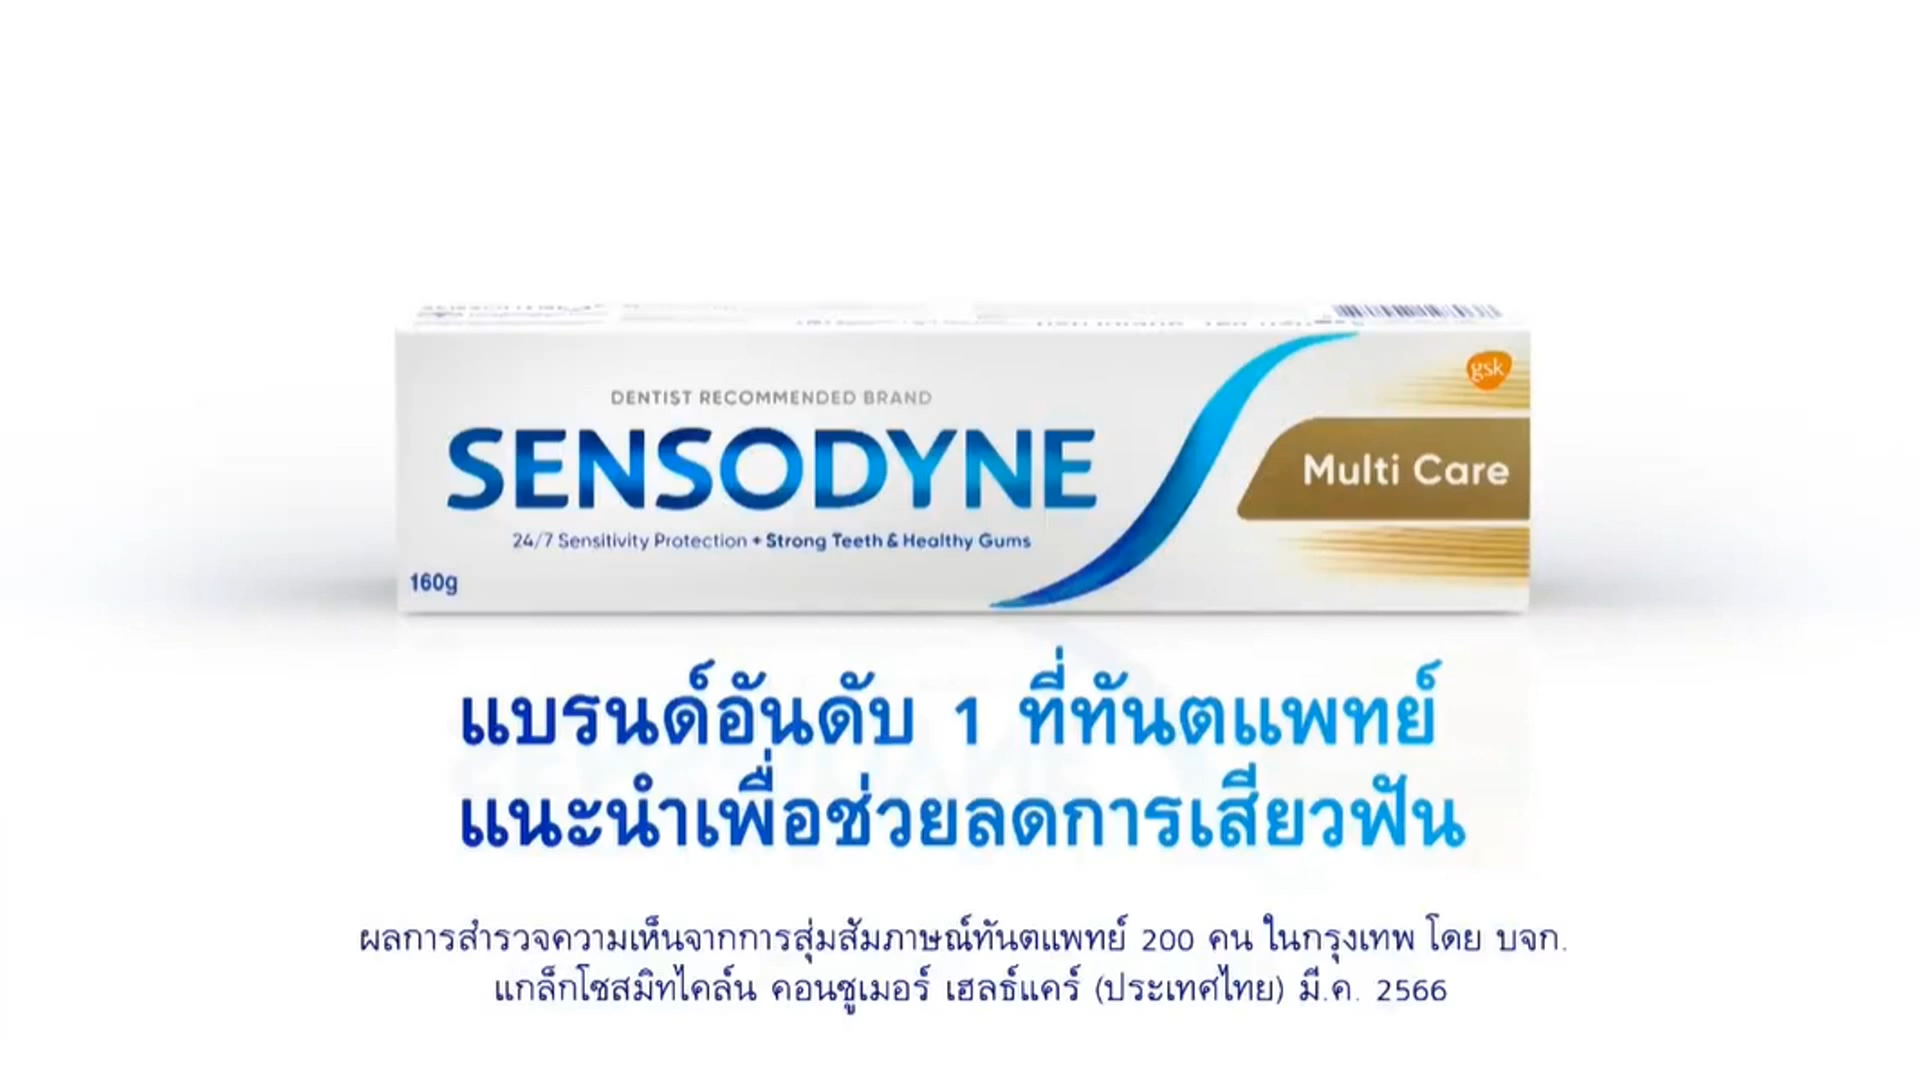 gsk
DENTIST RECOMMENDED BRAND
SENSODYNE
Multi Care
24/7 Sensitivity Protection + Strong Teeth & Healthy Gums
160g
แบรนด์อันดับ 1 ที่ทันตแพทย์
แนะนำเพื่อช่วยลดการเสียวฟัน
ผลการสำรวจความเห็นจากการสุ่มสัมภาษณ์ทันตแพทย์ 200 คน ในกรุงเทพ โดย บจก.
แกล็กโซสมิทไคล์น คอนซูเมอร์ เฮลธ์แคร์ (ประเทศไทย) มี.ค. 2566